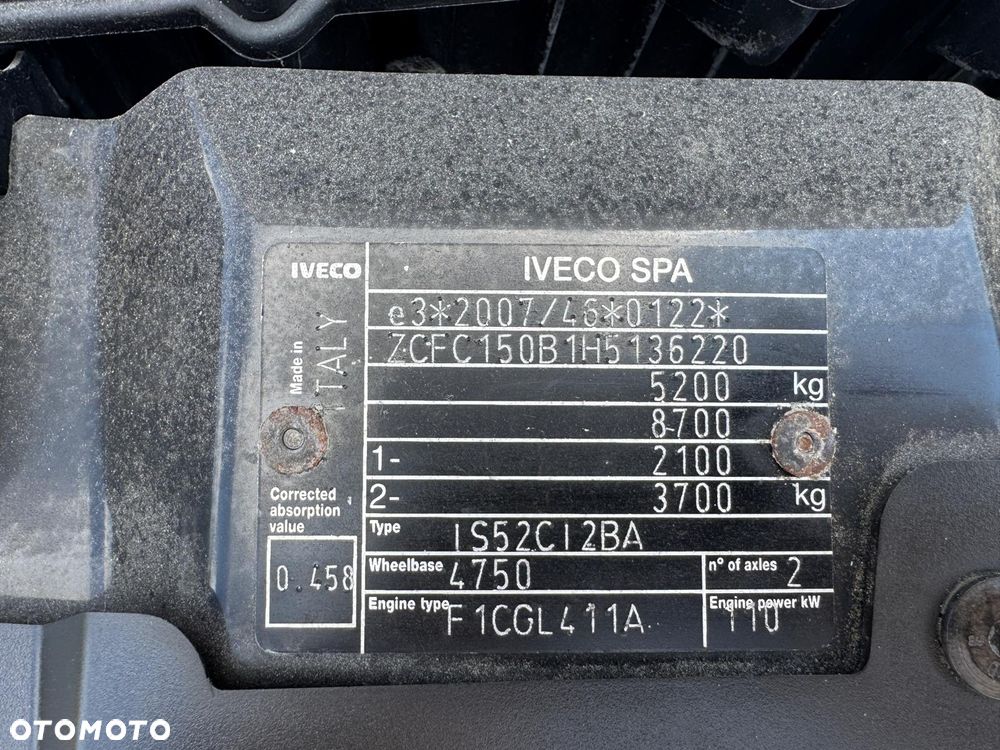 IVECO
IVECO SPA
Made in
ITALY
e3*2007/46*0122*
ZCFC150B1H5136220
5200 kg
8700
1- 2100
2- 3700 kg
Corrected
absorption
value
0.458
Type IS52CI2BA
Wheelbase 4750
n° of axles 2
Engine type F1CGL411A
Engine power kW 110
OTOMOTO